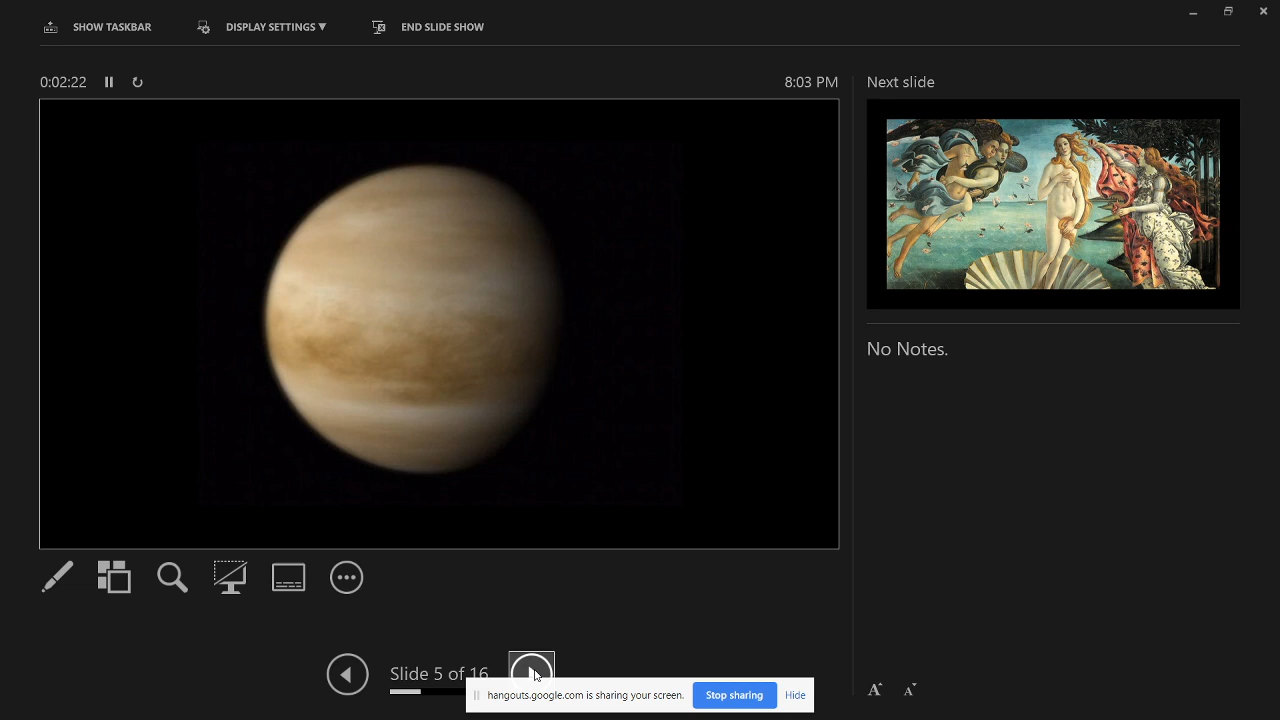 SHOW TASKBAR
DISPLAY SETTINGS ▼
END SLIDE SHOW
0:02:22
8:03 PM
Next slide
No Notes.
Slide 5 of 16
hangouts.google.com is sharing your screen.
Stop sharing
Hide
A A